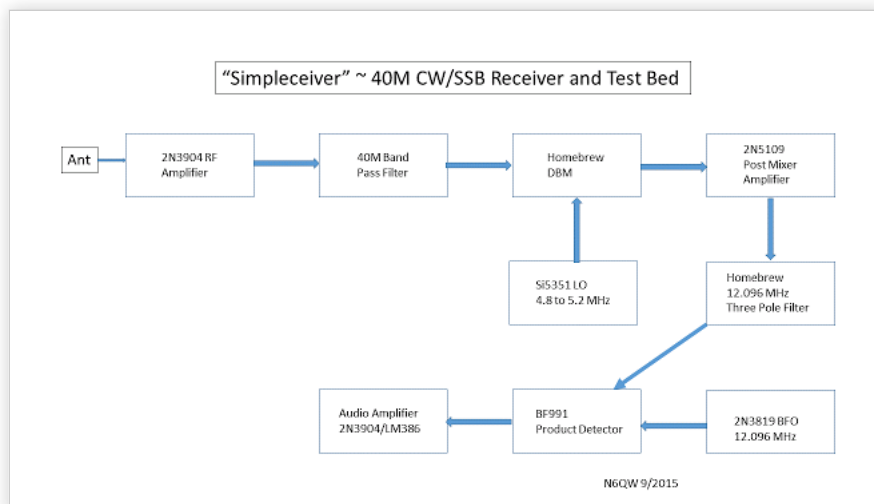 “Simpleceiver” ~ 40M CW/SSB Receiver and Test Bed
Ant
2N3904 RF
Amplifier
40M Band
Pass Filter
Homebrew
DBM
2N5109
Post Mixer
Amplifier
Si5351 LO
4.8 to 5.2 MHz
Homebrew
12.096 MHz
Three Pole Filter
Audio Amplifier
2N3904/LM386
BF991
Product Detector
2N3819 BFO
12.096 MHz
N6QW 9/2015